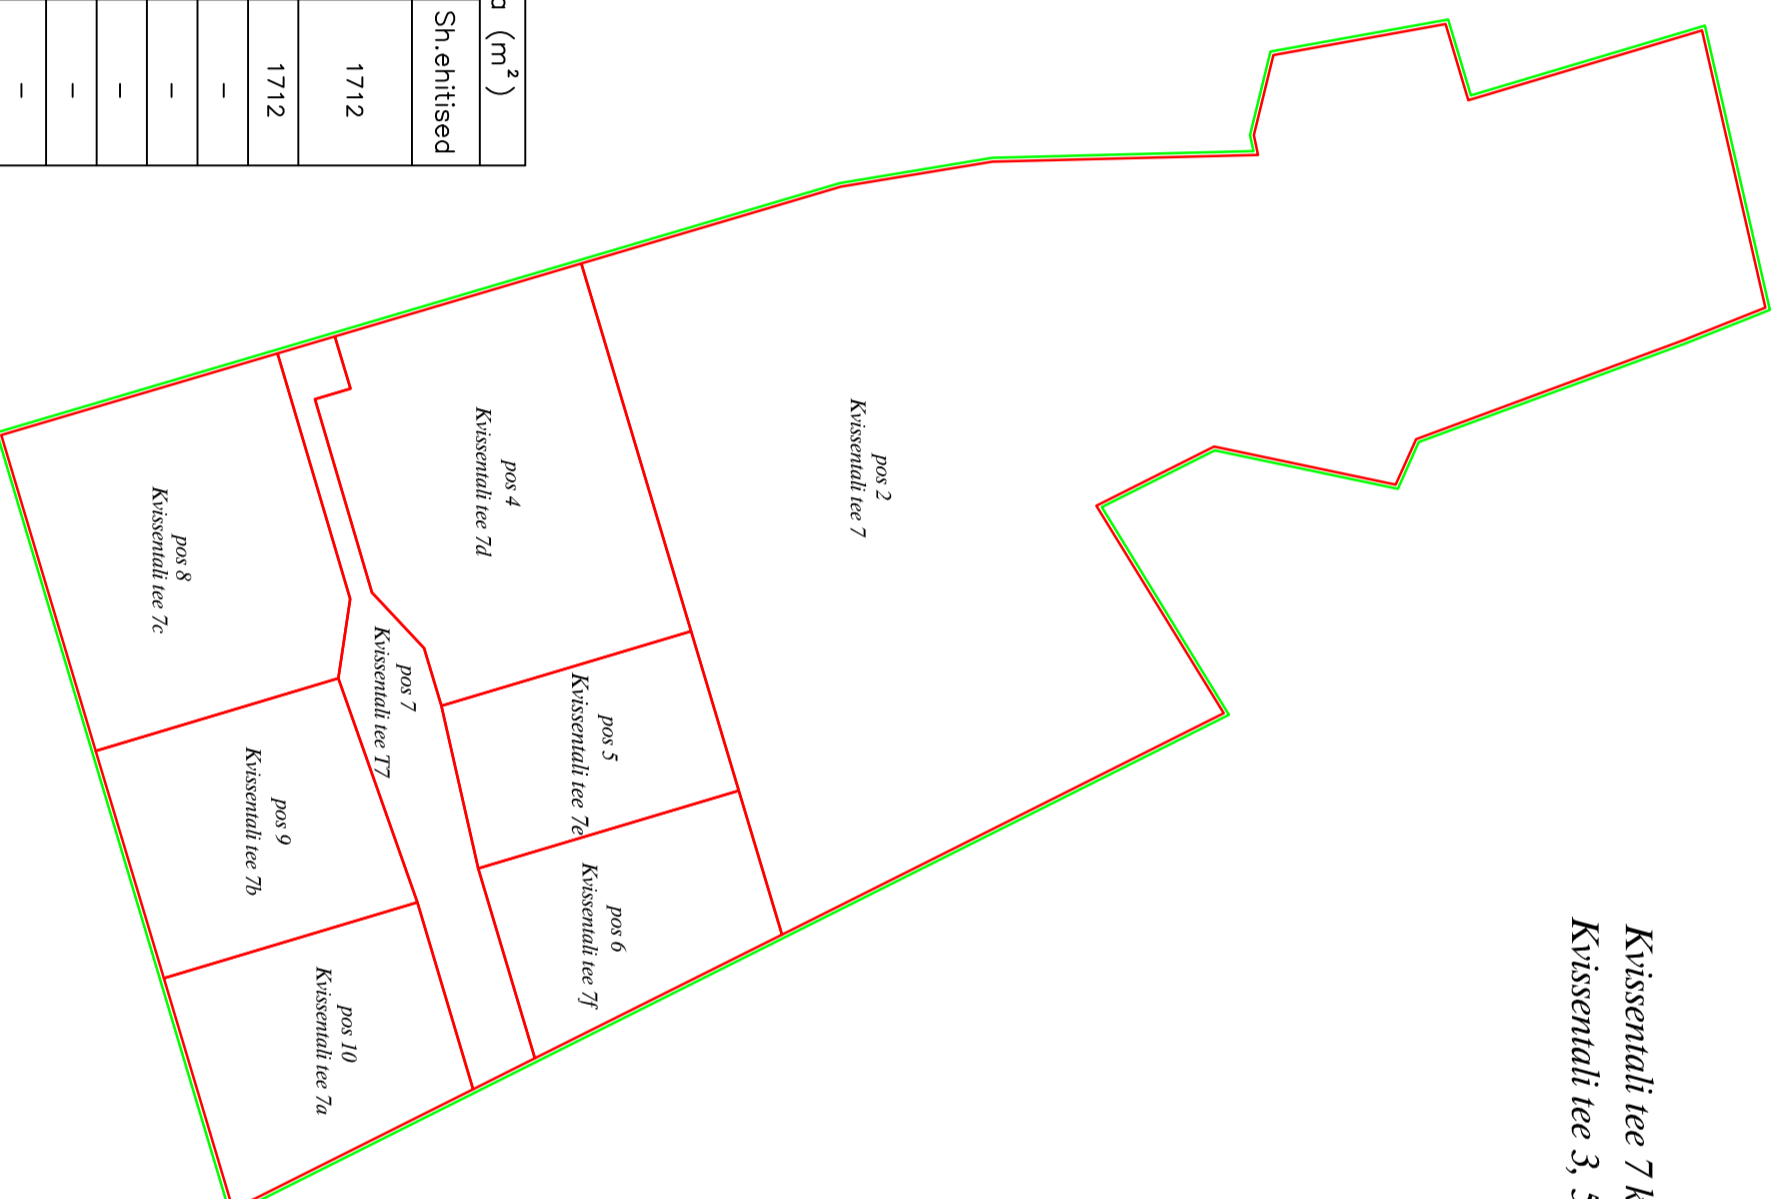 Kvissentali tee 7 k
Kvissentali tee 3, 5
pos 2
Kvissentali tee 7
pos 4
Kvissentali tee 7d
pos 5
Kvissentali tee 7e
pos 6
Kvissentali tee 7f
pos 7
Kvissentali tee T7
pos 8
Kvissentali tee 7c
pos 9
Kvissentali tee 7b
pos 10
Kvissentali tee 7a
(m²)
Sh.ehitised
1712
1712
-
-
-
-
-